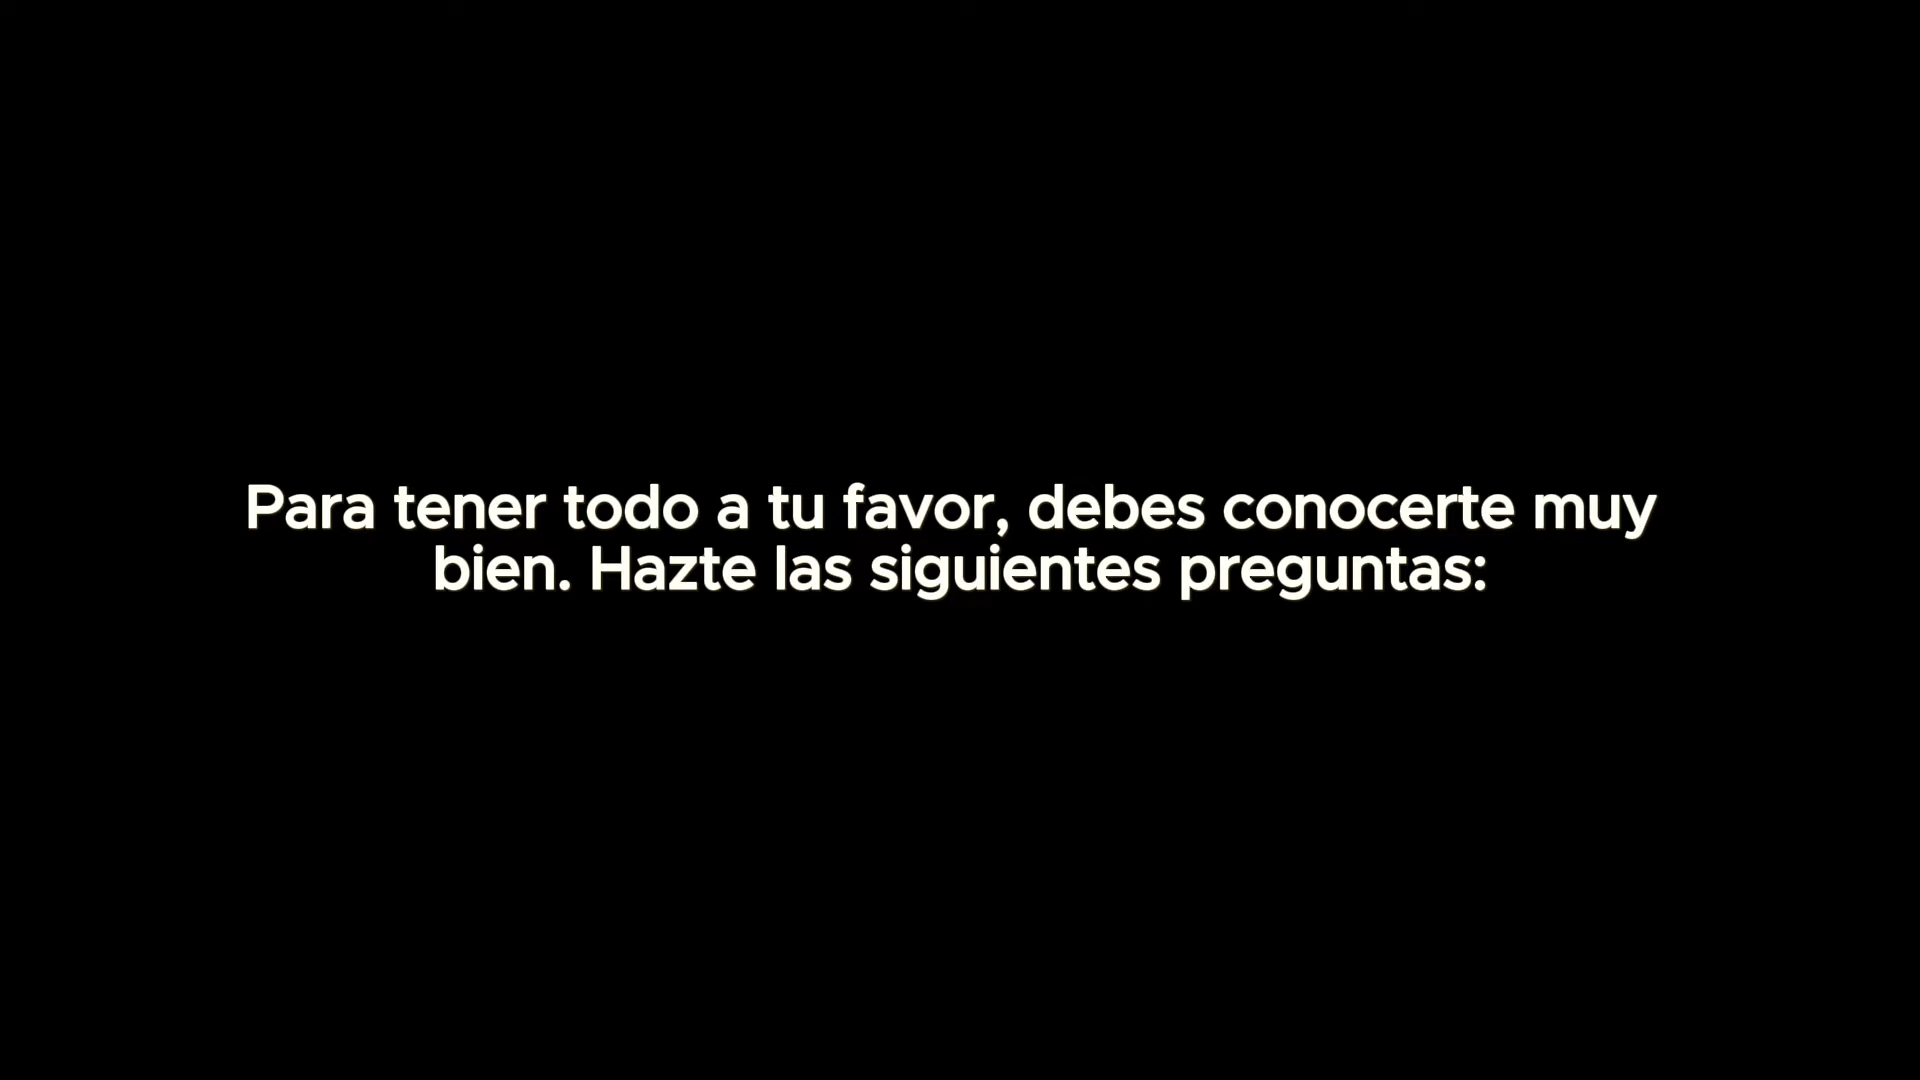 Para tener todo a tu favor, debes conocerte muy
bien. Hazte las siguientes preguntas: